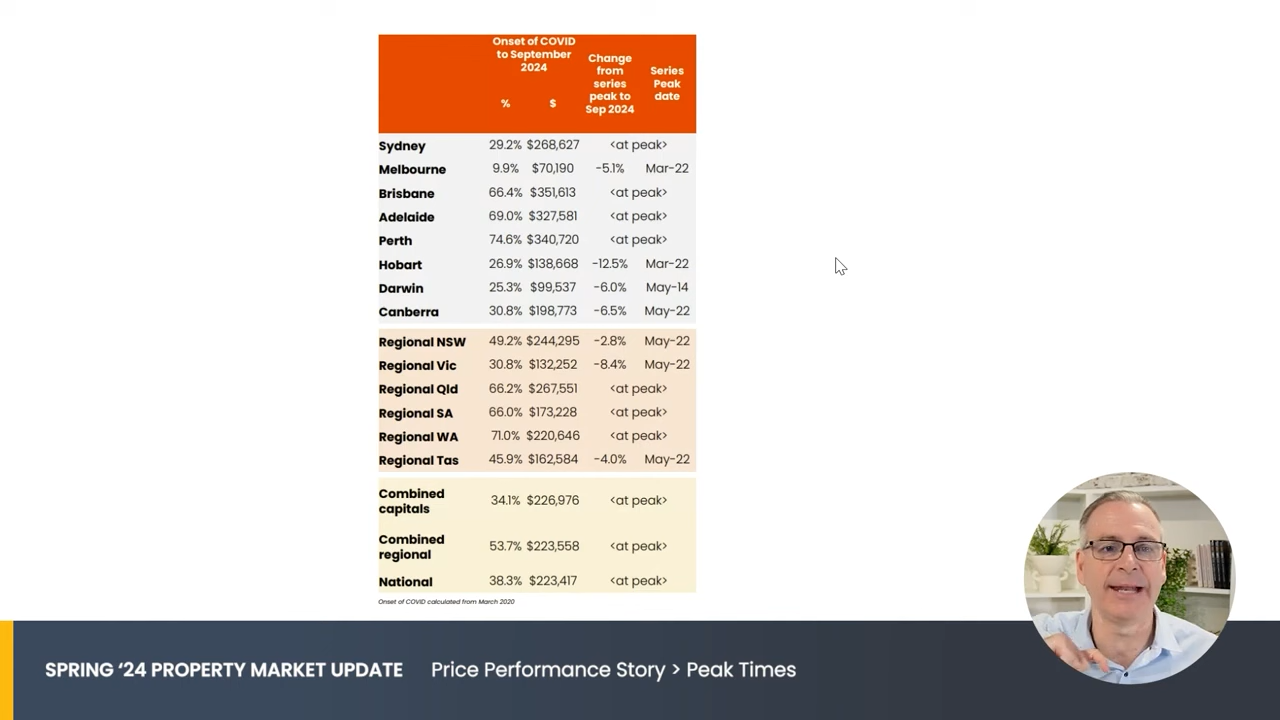 Onset of COVID
to September
2024
% $
Change
from
series
peak to
Sep 2024
Series
Peak
date
Sydney 29.2% $268,627 <at peak>
Melbourne 9.9% $70,190 -5.1% Mar-22
Brisbane 66.4% $351,613 <at peak>
Adelaide 69.0% $327,581 <at peak>
Perth 74.6% $340,720 <at peak>
Hobart 26.9% $138,668 -12.5% Mar-22
Darwin 25.3% $99,537 -6.0% May-14
Canberra 30.8% $198,773 -6.5% May-22
Regional NSW 49.2% $244,295 -2.8% May-22
Regional Vic 30.8% $132,252 -8.4% May-22
Regional Qld 66.2% $267,551 <at peak>
Regional SA 66.0% $173,228 <at peak>
Regional WA 71.0% $220,646 <at peak>
Regional Tas 45.9% $162,584 -4.0% May-22
Combined
capitals 34.1% $226,976 <at peak>
Combined
regional 53.7% $223,558 <at peak>
National 38.3% $223,417 <at peak>
Onset of COVID calculated from March 2020
SPRING ‘24 PROPERTY MARKET UPDATE Price Performance Story > Peak Times